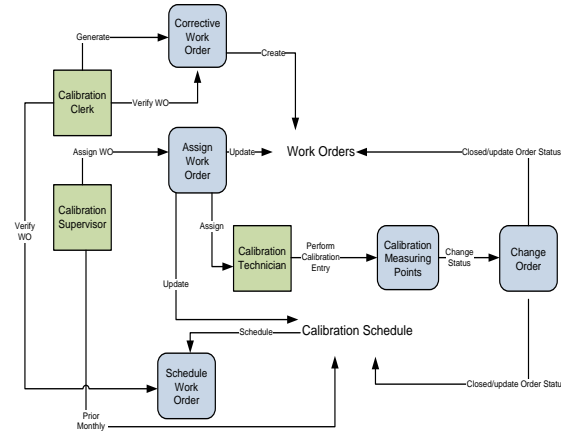 Corrective
Work
Order
Generate
Create
Calibration
Clerk
Verify WO
Assign WO
Assign
Work
Order
Update
Work Orders
Closed/update Order Status
Calibration
Supervisor
Verify
WO
Assign
Calibration
Technician
Perform
Calibration
Entry
Calibration
Measuring
Points
Change
Status
Change
Order
Update
Schedule
Calibration Schedule
Schedule
Work
Order
Closed/update Order Status
Prior
Monthly